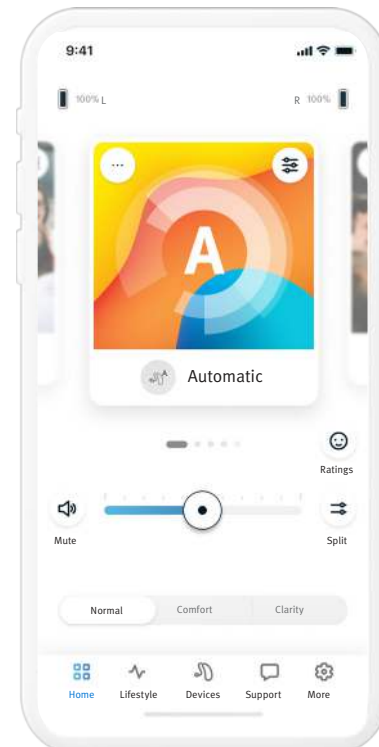 9:41
100% L
R 100%
...
A
Automatic
Ratings
Mute
Split
Normal Comfort Clarity
Home Lifestyle Devices Support More